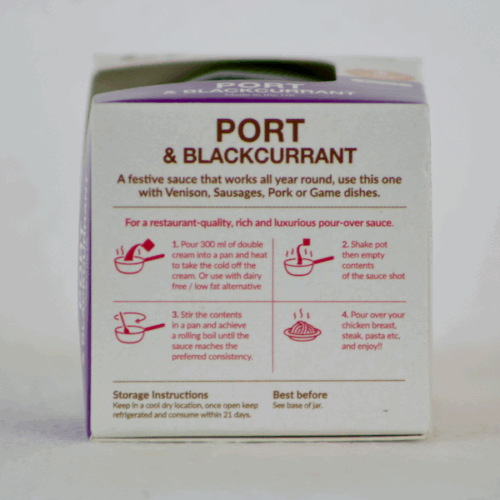 PORT
& BLACKCURRANT
PORT
& BLACKCURRANT
A festive sauce that works all year round, use this one
with Venison, Sausages, Pork or Game dishes.
For a restaurant-quality, rich and luxurious pour-over sauce.
1. Pour 300 ml of double
cream into a pan and heat
to take the cold off the
cream. Or use with dairy
free / low fat alternative
2. Shake pot
then empty
contents
of the sauce shot
3. Stir the contents
in a pan and achieve
a rolling boil until the
sauce reaches the
preferred consistency.
4. Pour over your
chicken breast,
steak, pasta etc,
and enjoy!!
Storage Instructions
Keep in a cool dry location, once open keep
refrigerated and consume within 21 days.
Best before
See base of jar.